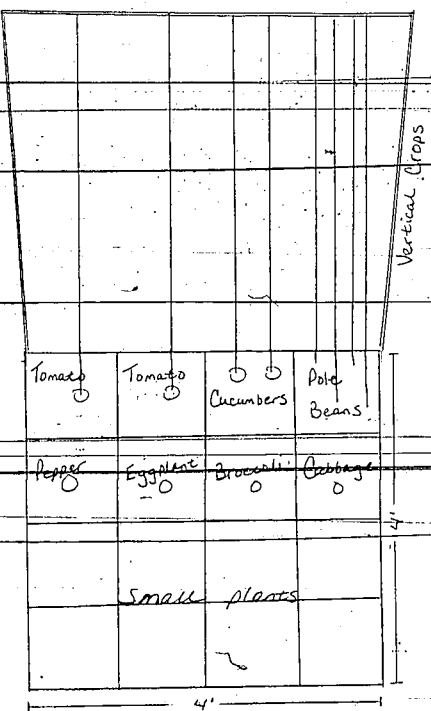 Vertical Crops
Tomato
Tomato
Cucumbers
Pole
Beans
Pepper
Eggplant
Broccoli
Cabbage
4'
Small plants
4'